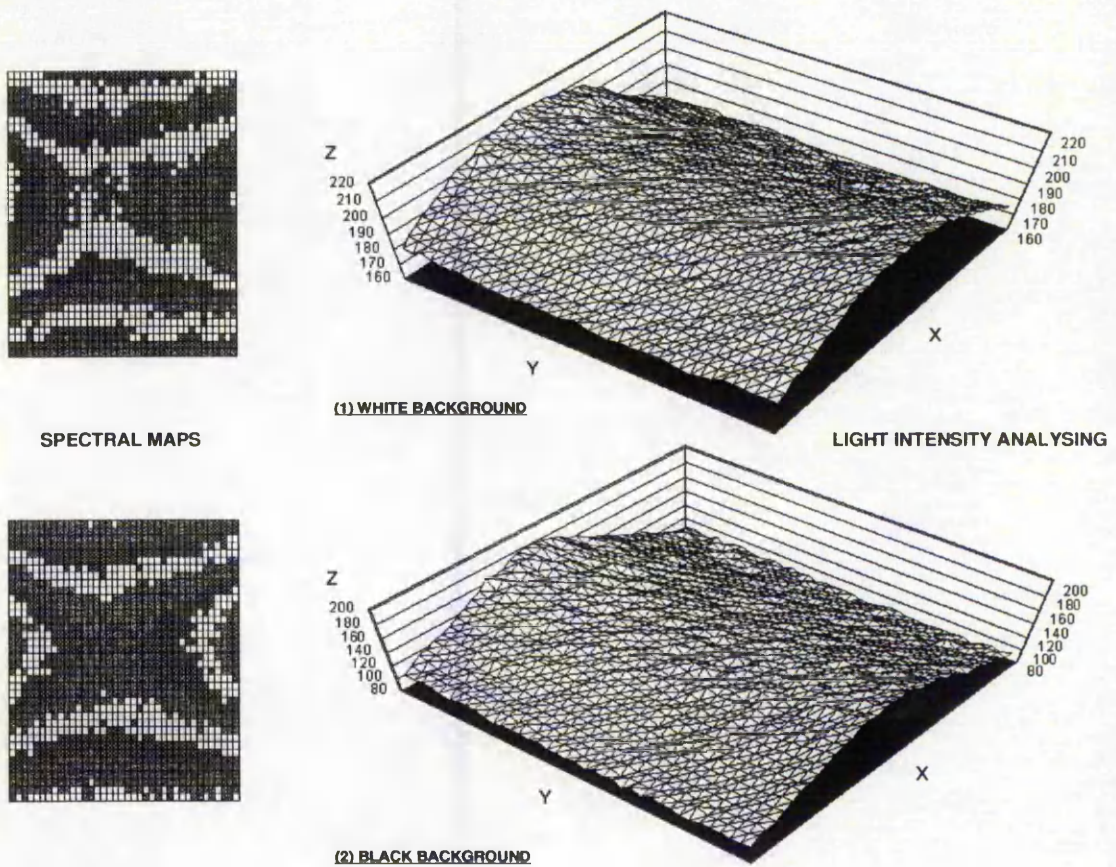 Z
220
210
200
190
180
170
160
220
210
200
190
180
170
160
X
Y
(1) WHITE BACKGROUND
SPECTRAL MAPS
LIGHT INTENSITY ANALYSING
Z
200
180
160
140
120
100
80
200
180
160
140
120
100
80
X
Y
(2) BLACK BACKGROUND